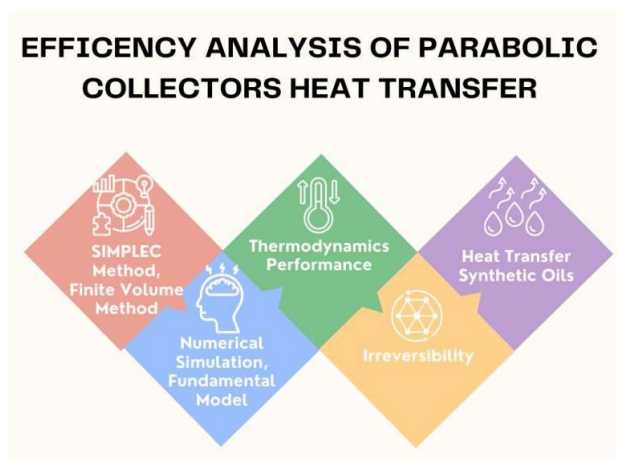 EFFICENCY ANALYSIS OF PARABOLIC
COLLECTORS HEAT TRANSFER
SIMPLEC
Method,
Finite Volume
Method
Numerical
Simulation,
Fundamental
Model
Thermodynamics
Performance
Irreversibility
Heat Transfer
Synthetic Oils